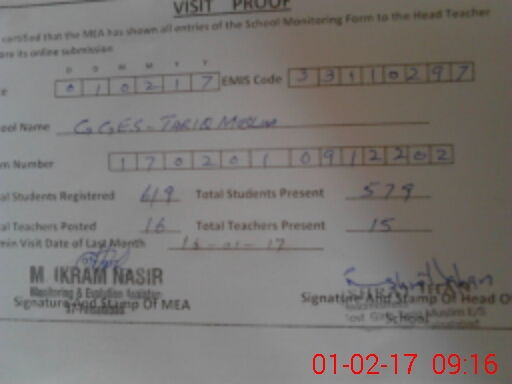 VISIT PROOF
certified that the MEA has shown all entries of the School Monitoring Form to the Head Teacher
its online submission.
D D M M Y Y
0 1 0 2 1 7 EMIS Code 3 3 1 1 0 2 9 7
ool Name GGES-TARIQ MUSLIM
m Number 1 7 0 2 0 1 0 9 1 2 2 0 2
al Students Registered 619 Total Students Present 579
al Teachers Posted 16 Total Teachers Present 15
min Visit Date of Last Month 16-01-17
M. IKRAM NASIR
Monitoring & Evaluation Assistant
Signature And Stamp Of MEA
Signature And Stamp Of Head Of
School
Muslim E/S
01-02-17 09:16